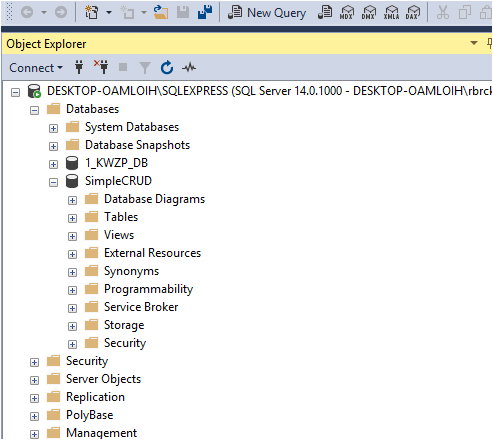 New Query MDX DMX XMLA DAX
Object Explorer
Connect
DESKTOP-OAMLOIH\SQLEXPRESS (SQL Server 14.0.1000 - DESKTOP-OAMLOIH\rbrck
Databases
System Databases
Database Snapshots
1_KWZP_DB
SimpleCRUD
Database Diagrams
Tables
Views
External Resources
Synonyms
Programmability
Service Broker
Storage
Security
Security
Server Objects
Replication
PolyBase
Management